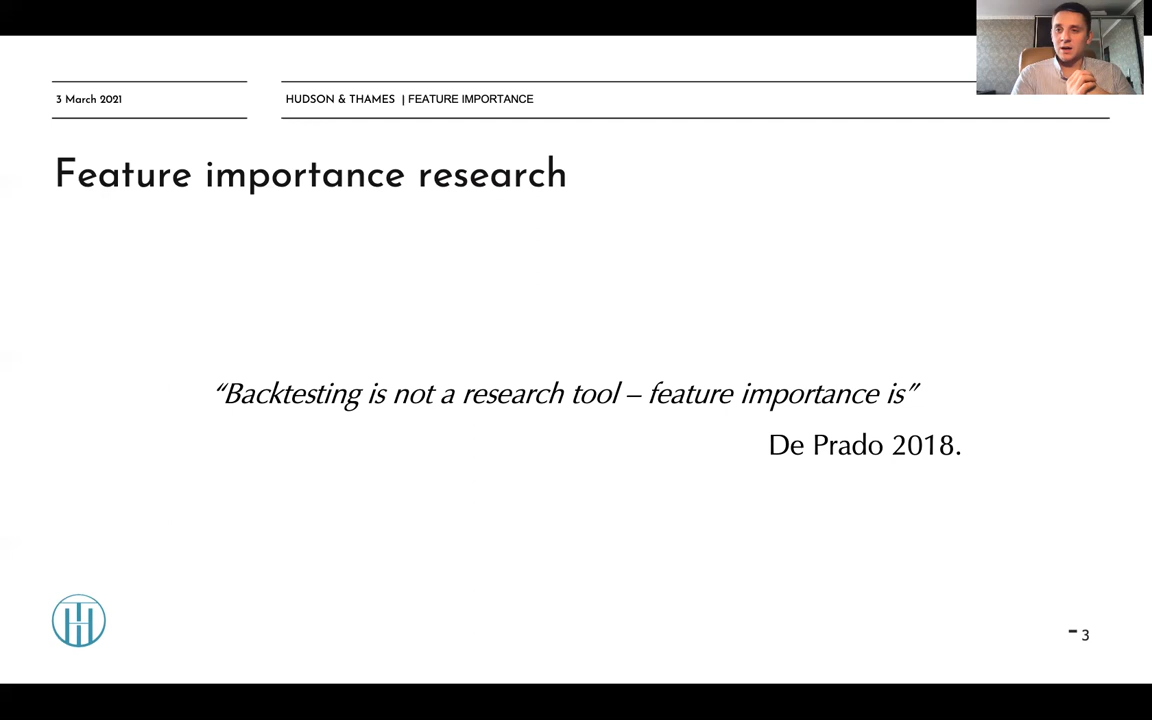 3 March 2021
HUDSON & THAMES | FEATURE IMPORTANCE
Feature importance research
“Backtesting is not a research tool – feature importance is”
De Prado 2018.
- 3